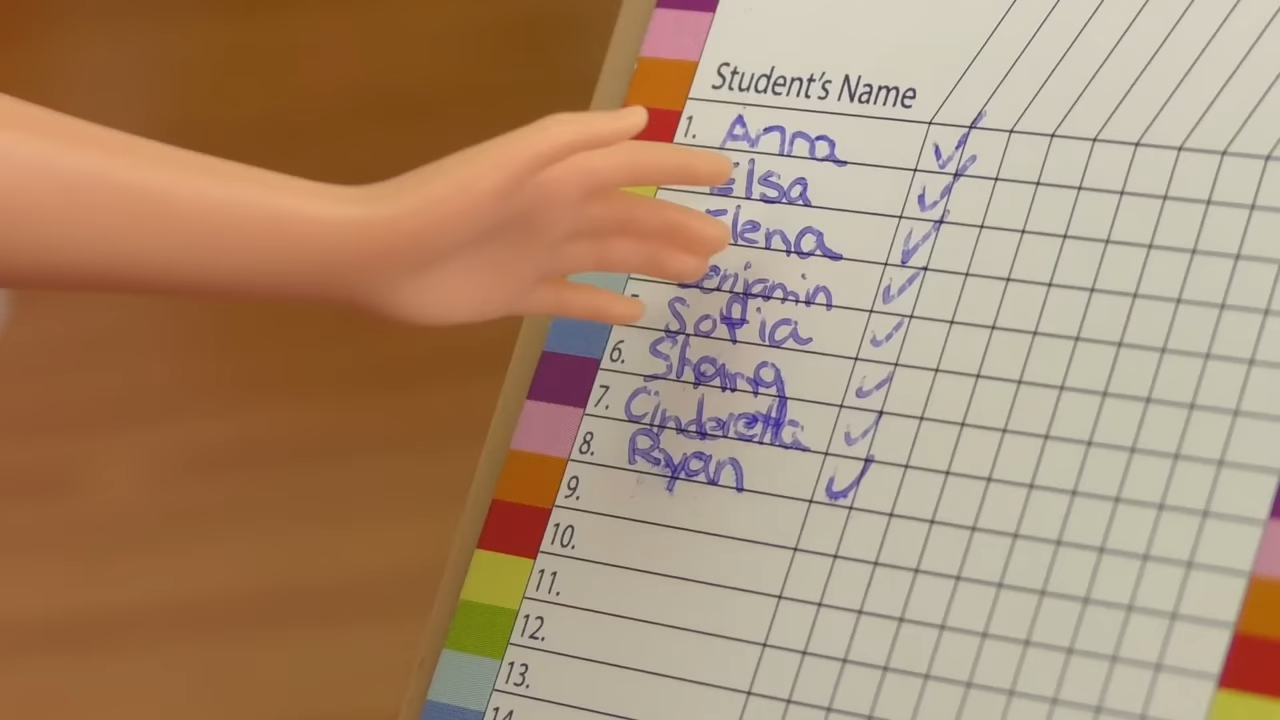 Student's Name
1. Anna
Elsa
Elena
Benjamin
Sofia
6. Shang
7. Cinderella
8. Ryan
9.
10.
11.
12.
13.
14.